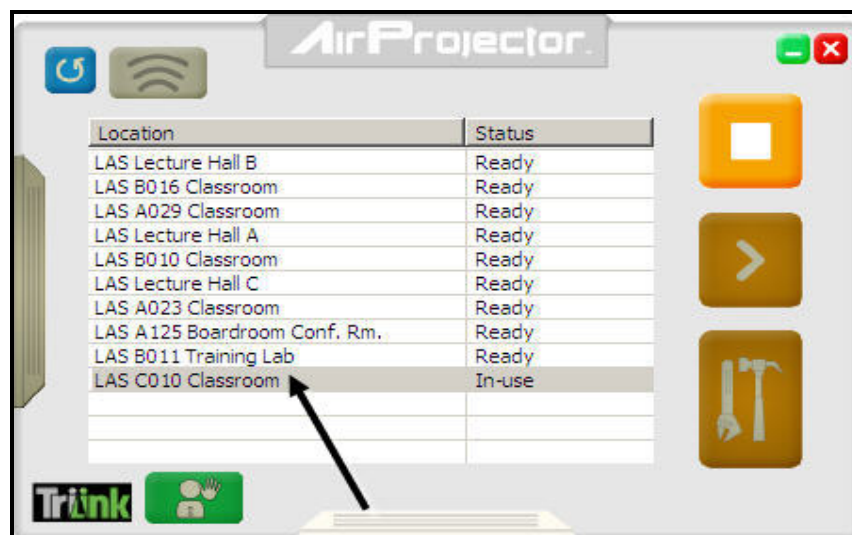 AirProjector.
Location Status
LAS Lecture Hall B Ready
LAS B016 Classroom Ready
LAS A029 Classroom Ready
LAS Lecture Hall A Ready
LAS B010 Classroom Ready
LAS Lecture Hall C Ready
LAS A023 Classroom Ready
LAS A125 Boardroom Conf. Rm. Ready
LAS B011 Training Lab Ready
LAS C010 Classroom In-use
Triink